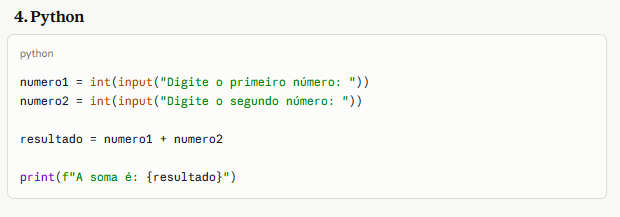 4. Python
python
numero1 = int(input("Digite o primeiro número: "))
numero2 = int(input("Digite o segundo número: "))
resultado = numero1 + numero2
print(f"A soma é: {resultado}")